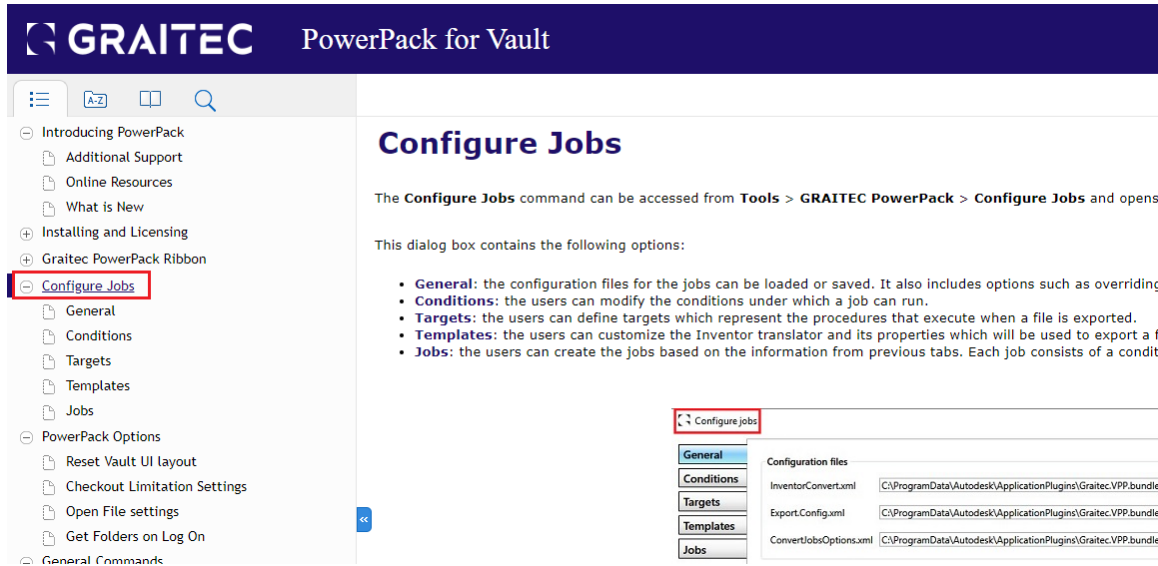 GRAITEC PowerPack for Vault
A-Z
Introducing PowerPack
Additional Support
Online Resources
What is New
Installing and Licensing
Graitec PowerPack Ribbon
Configure Jobs
General
Conditions
Targets
Templates
Jobs
PowerPack Options
Reset Vault UI layout
Checkout Limitation Settings
Open File settings
Get Folders on Log On
General Commands
Configure Jobs
The Configure Jobs command can be accessed from Tools > GRAITEC PowerPack > Configure Jobs and opens
This dialog box contains the following options:
• General: the configuration files for the jobs can be loaded or saved. It also includes options such as overriding
• Conditions: the users can modify the conditions under which a job can run.
• Targets: the users can define targets which represent the procedures that execute when a file is exported.
• Templates: the users can customize the Inventor translator and its properties which will be used to export a f
• Jobs: the users can create the jobs based on the information from previous tabs. Each job consists of a condit
Configure jobs
General
Conditions
Targets
Templates
Jobs
Configuration files
InventorConvert.xml C:\ProgramData\Autodesk\ApplicationPlugins\Graitec.VPP.bundle
Export.Config.xml C:\ProgramData\Autodesk\ApplicationPlugins\Graitec.VPP.bundle
ConvertJobsOptions.xml C:\ProgramData\Autodesk\ApplicationPlugins\Graitec.VPP.bundle